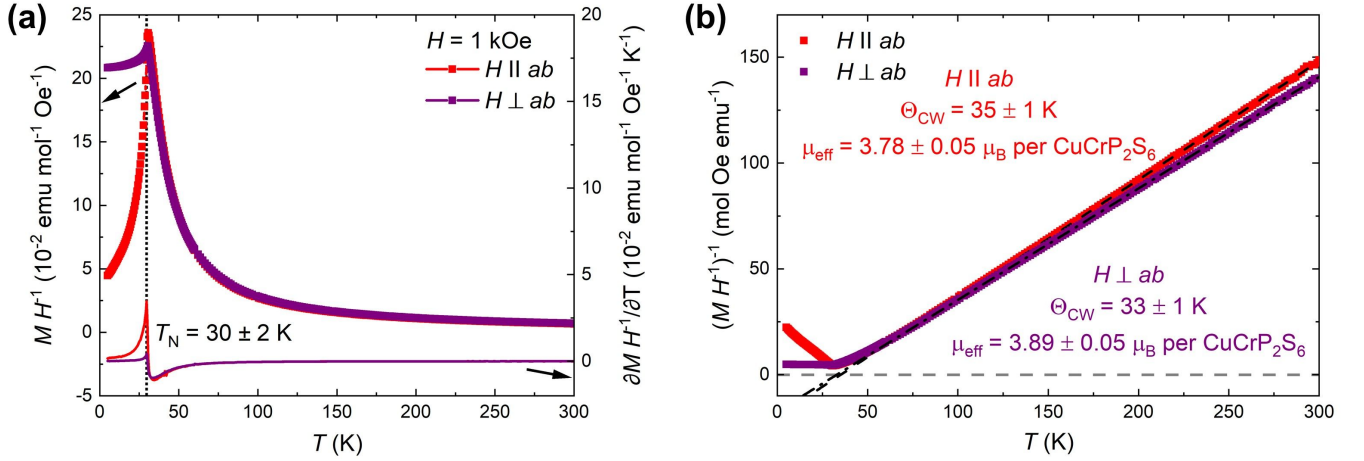 (a)
H = 1 kOe
H || ab
H ⊥ ab
T_N = 30 ± 2 K
M H⁻¹ (10⁻² emu mol⁻¹ Oe⁻¹)
25
20
15
10
5
0
-5
0 50 100 150 200 250 300
T (K)
20
15
10
5
0
∂M H⁻¹/∂T (10⁻² emu mol⁻¹ Oe⁻¹ K⁻¹)
(b)
H || ab
H ⊥ ab
H || ab
Θ_CW = 35 ± 1 K
μ_eff = 3.78 ± 0.05 μ_B per CuCrP₂S₆
H ⊥ ab
Θ_CW = 33 ± 1 K
μ_eff = 3.89 ± 0.05 μ_B per CuCrP₂S₆
(M H⁻¹)⁻¹ (mol Oe emu⁻¹)
150
100
50
0
0 50 100 150 200 250 300
T (K)